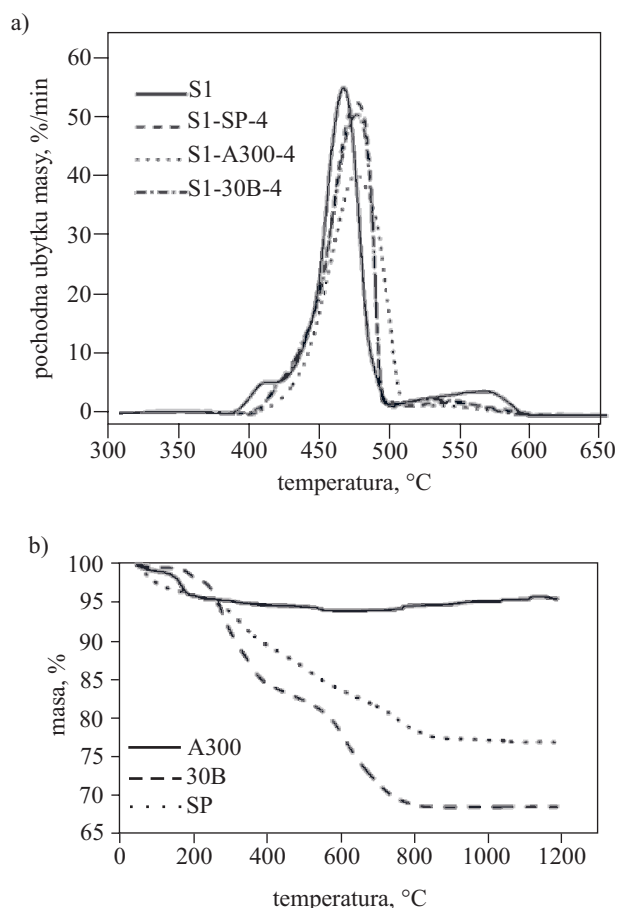 a)
pochodna ubytku masy, %/min
60
50
40
30
20
10
0
S1
S1-SP-4
S1-A300-4
S1-30B-4
300 350 400 450 500 550 600 650
temperatura, °C
b)
masa, %
100
95
90
85
80
75
70
65
A300
30B
SP
0 200 400 600 800 1000 1200
temperatura, °C